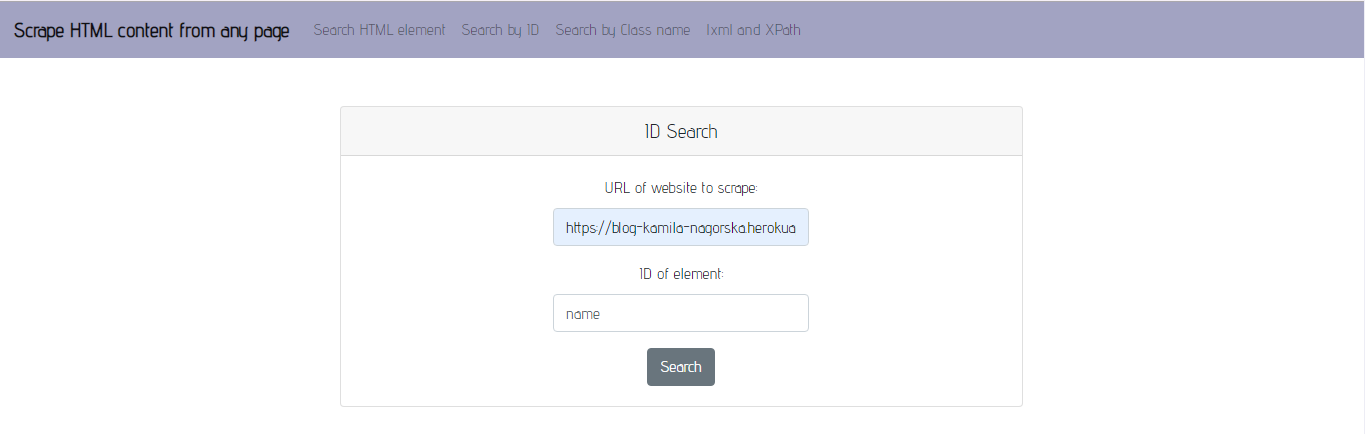 Scrape HTML content from any page Search HTML element Search by ID Search by Class name lxml and XPath
ID Search
URL of website to scrape:
https://blog-kamila-nagorska.herokua
ID of element:
name
Search